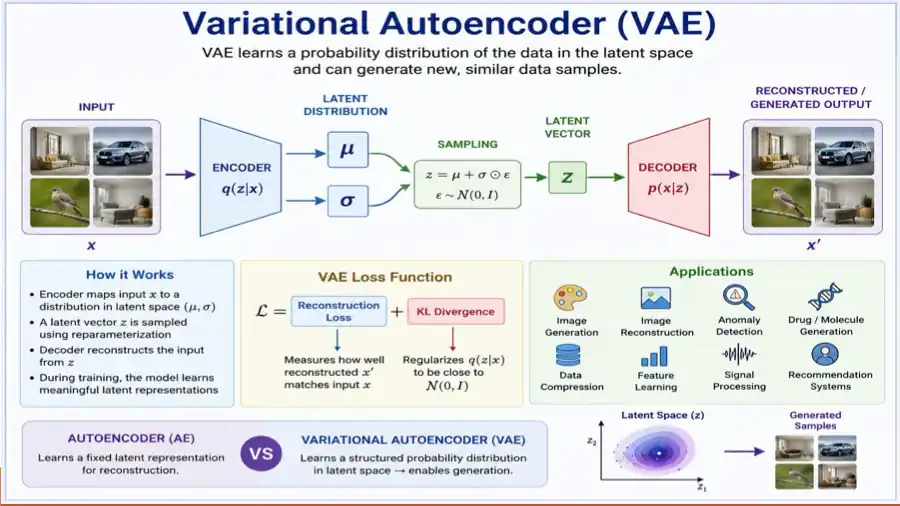 Variational Autoencoder (VAE)
VAE learns a probability distribution of the data in the latent space
and can generate new, similar data samples.
INPUT
x
ENCODER
q(z|x)
LATENT
DISTRIBUTION
μ
σ
SAMPLING
z = μ + σ ⊙ ε
ε ~ N(0, I)
LATENT
VECTOR
z
DECODER
p(x|z)
RECONSTRUCTED /
GENERATED OUTPUT
x′
How it Works
• Encoder maps input x to a
distribution in latent space (μ, σ)
• A latent vector z is sampled
using reparameterization
• Decoder reconstructs the input
from z
• During training, the model learns
meaningful latent representations
VAE Loss Function
ℒ = Reconstruction
Loss + KL Divergence
Measures how well
reconstructed x′
matches input x
Regularizes q(z|x)
to be close to
N(0, I)
Applications
Image
Generation
Image
Reconstruction
Anomaly
Detection
Drug / Molecule
Generation
Data
Compression
Feature
Learning
Signal
Processing
Recommendation
Systems
AUTOENCODER (AE)
Learns a fixed latent representation
for reconstruction.
VS
VARIATIONAL AUTOENCODER (VAE)
Learns a structured probability distribution
in latent space → enables generation.
Latent Space (z)
z₂
z₁
Generated
Samples